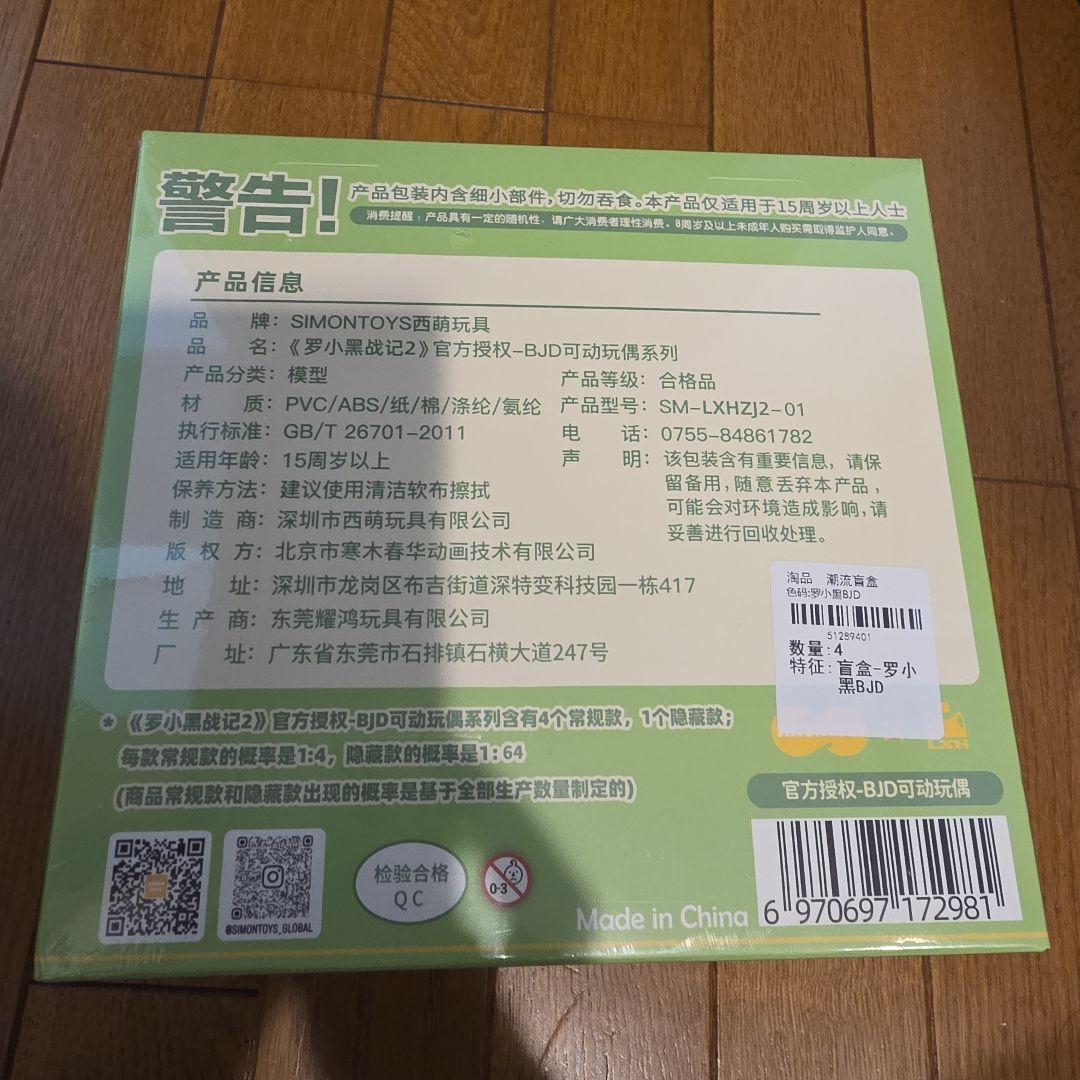 警告!
产品包装内含细小部件，切勿吞食。本产品仅适用于15周岁以上人士
消费提醒：产品具有一定的随机性，请广大消费者理性消费。8周岁及以上未成年人购买需取得监护人同意。
产品信息
品 牌：SIMONTOYS西萌玩具
品 名：《罗小黑战记2》官方授权-BJD可动玩偶系列
产品分类：模型
产品等级：合格品
材 质：PVC/ABS/纸/棉/涤纶/氨纶
产品型号：SM-LXHZJ2-01
执行标准：GB/T 26701-2011
电 话：0755-84861782
适用年龄：15周岁以上
声 明：该包装含有重要信息，请保
留备用，随意丢弃本产品，
可能会对环境造成影响，请
妥善进行回收处理。
保养方法：建议使用清洁软布擦拭
制 造 商：深圳市西萌玩具有限公司
版 权 方：北京市寒木春华动画技术有限公司
地 址：深圳市龙岗区布吉街道深特变科技园一栋417
生 产 商：东莞耀鸿玩具有限公司
厂 址：广东省东莞市石排镇石横大道247号
淘品 潮流盲盒
色码:罗小黑BJD
51289401
数量:4
特征:盲盒-罗小
黑BJD
*《罗小黑战记2》官方授权-BJD可动玩偶系列含有4个常规款，1个隐藏款；
每款常规款的概率是1:4，隐藏款的概率是1:64
(商品常规款和隐藏款出现的概率是基于全部生产数量制定的)
LXH
官方授权-BJD可动玩偶
@SIMONTOYS_GLOBAL
检验合格
QC
0-3
Made in China
6 970697 172981